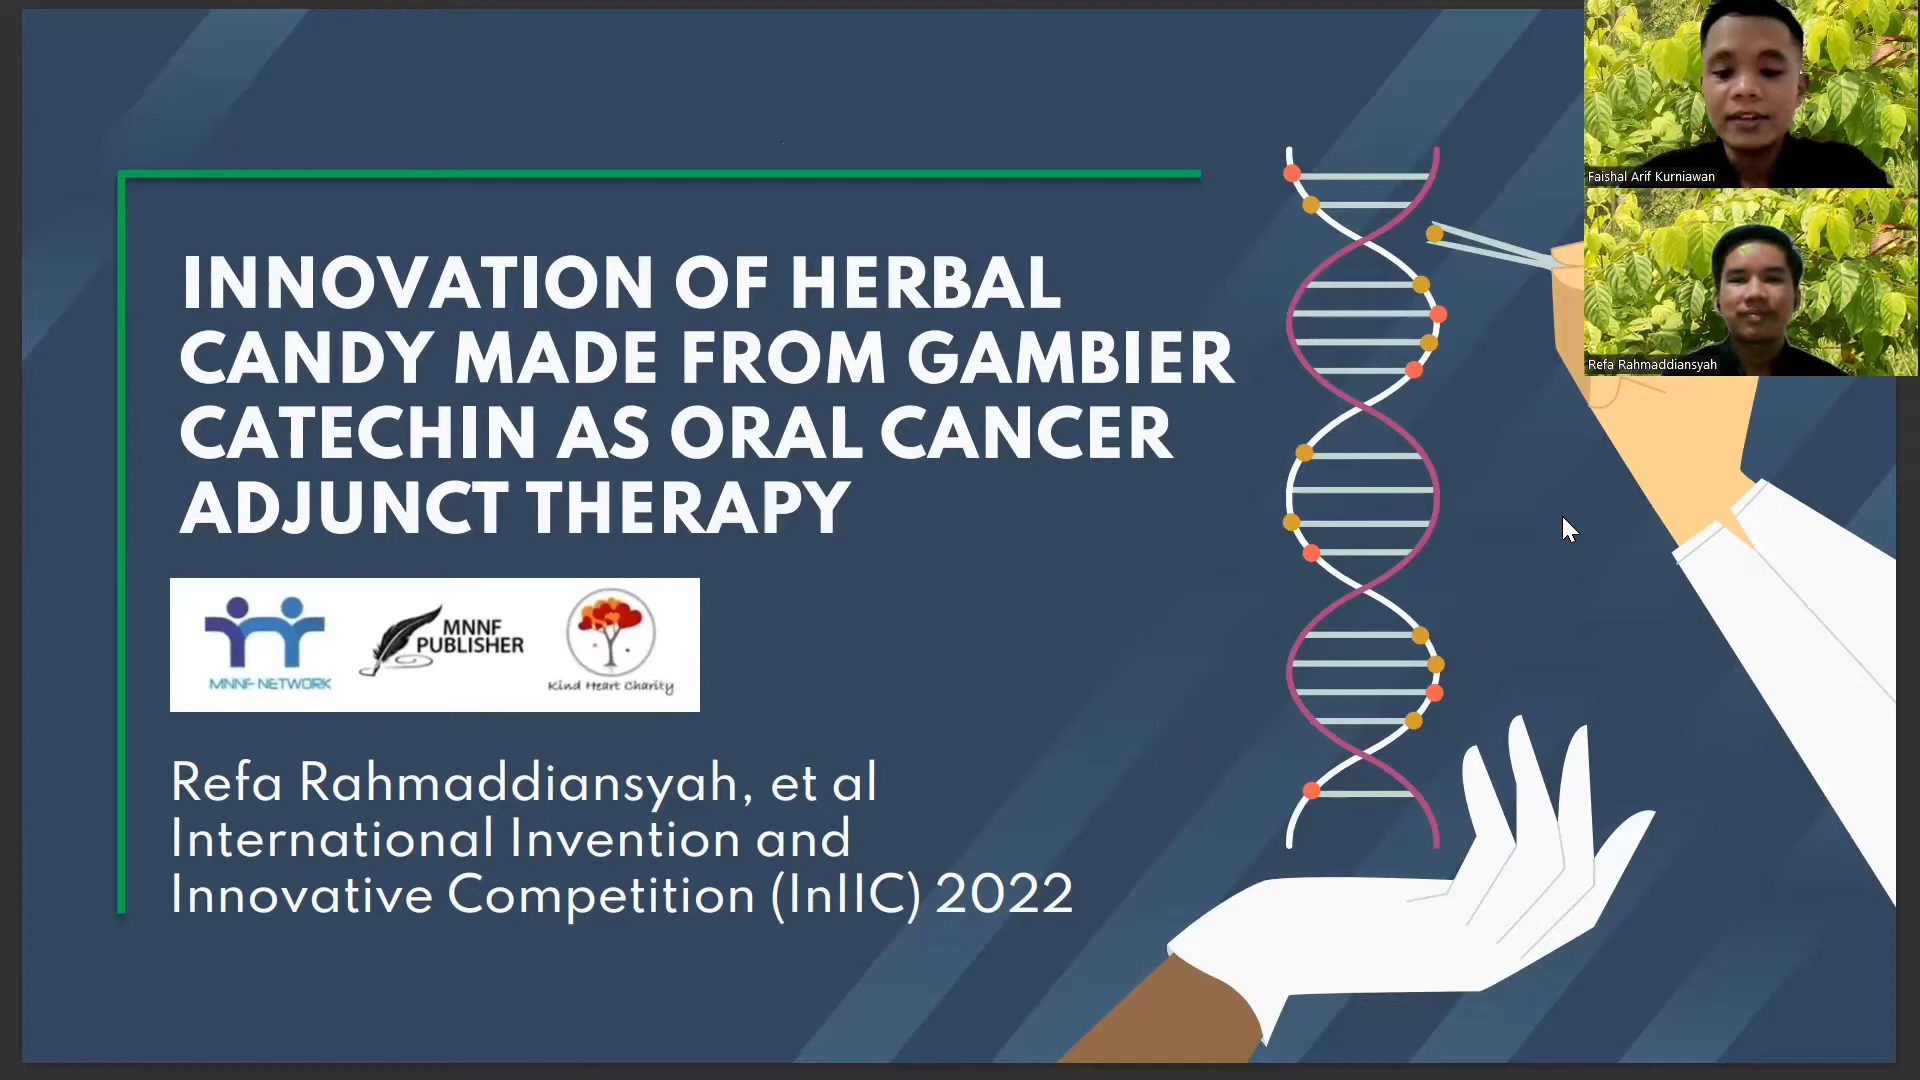 INNOVATION OF HERBAL
CANDY MADE FROM GAMBIER
CATECHIN AS ORAL CANCER
ADJUNCT THERAPY
MNNF NETWORK
MNNF
PUBLISHER
Kind Heart Charity
Refa Rahmaddiansyah, et al
International Invention and
Innovative Competition (InIIC) 2022
Faishal Arif Kurniawan
Refa Rahmaddiansyah